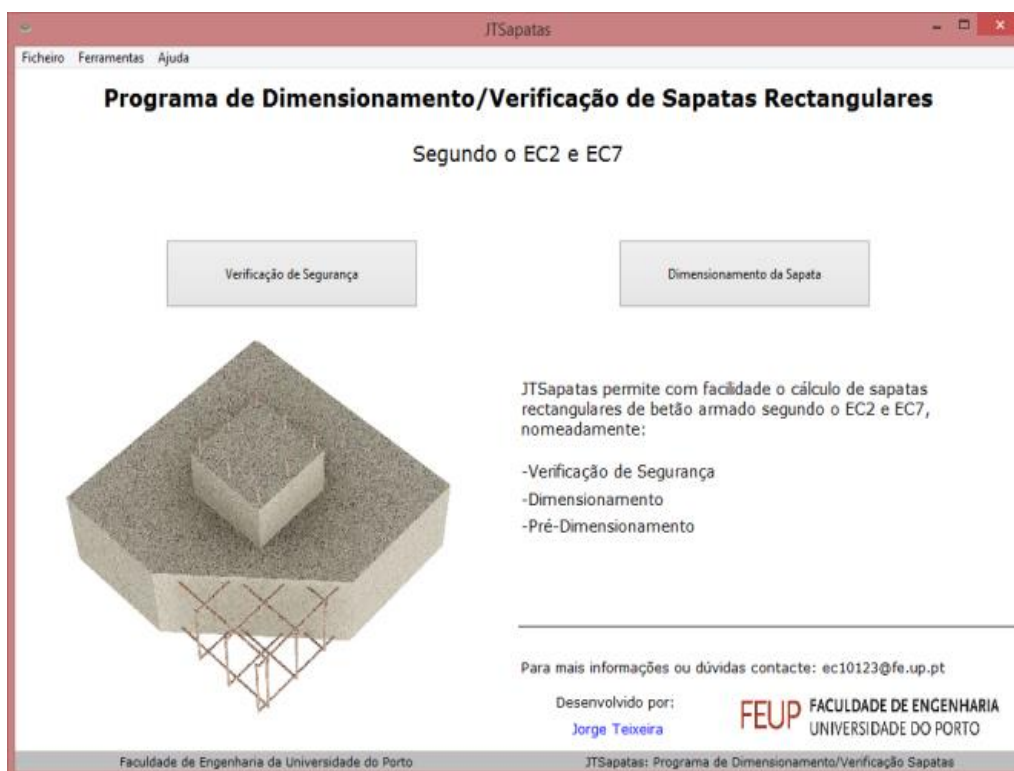 JTSapatas
Ficheiro Ferramentas Ajuda
Programa de Dimensionamento/Verificação de Sapatas Rectangulares
Segundo o EC2 e EC7
Verificação de Segurança
Dimensionamento da Sapata
JTSapatas permite com facilidade o cálculo de sapatas
rectangulares de betão armado segundo o EC2 e EC7,
nomeadamente:
-Verificação de Segurança
-Dimensionamento
-Pré-Dimensionamento
Para mais informações ou dúvidas contacte: ec10123@fe.up.pt
Desenvolvido por:
Jorge Teixeira
FEUP FACULDADE DE ENGENHARIA
UNIVERSIDADE DO PORTO
Faculdade de Engenharia da Universidade do Porto
JTSapatas: Programa de Dimensionamento/Verificação Sapatas